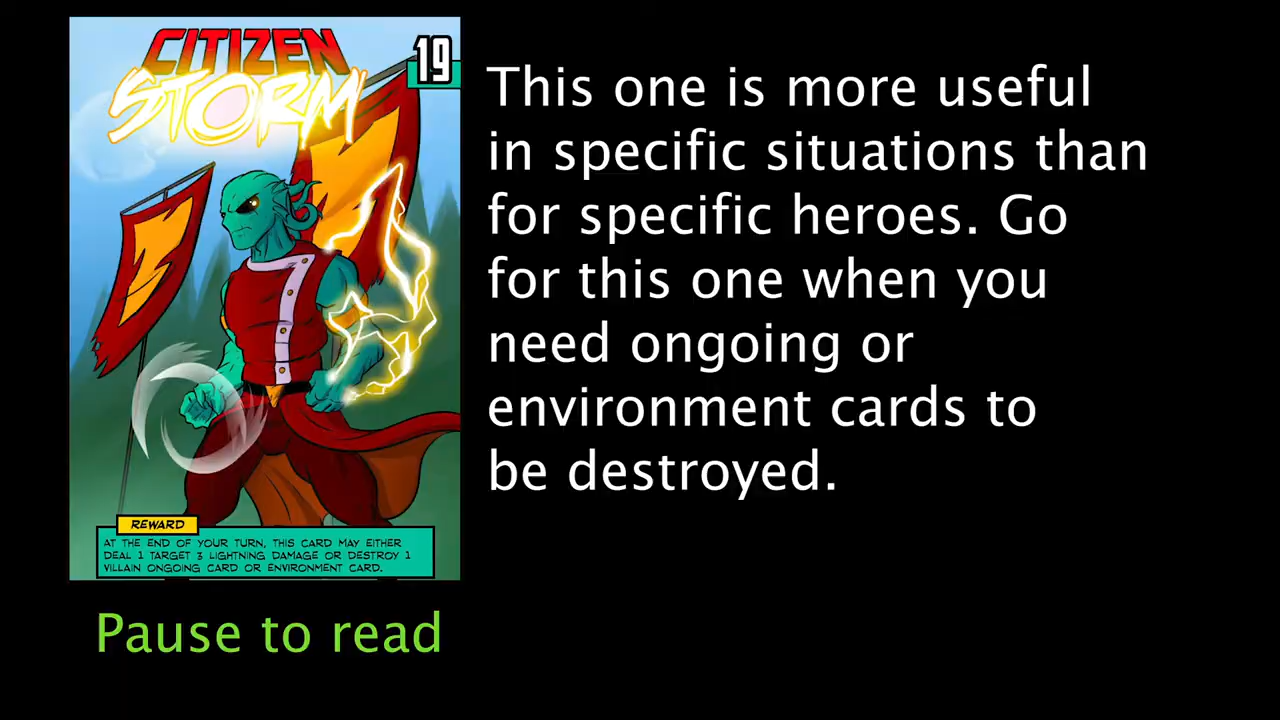 CITIZEN
STORM
19
This one is more useful
in specific situations than
for specific heroes. Go
for this one when you
need ongoing or
environment cards to
be destroyed.
REWARD
AT THE END OF YOUR TURN, THIS CARD MAY EITHER
DEAL 1 TARGET 3 LIGHTNING DAMAGE OR DESTROY 1
VILLAIN ONGOING CARD OR ENVIRONMENT CARD.
Pause to read